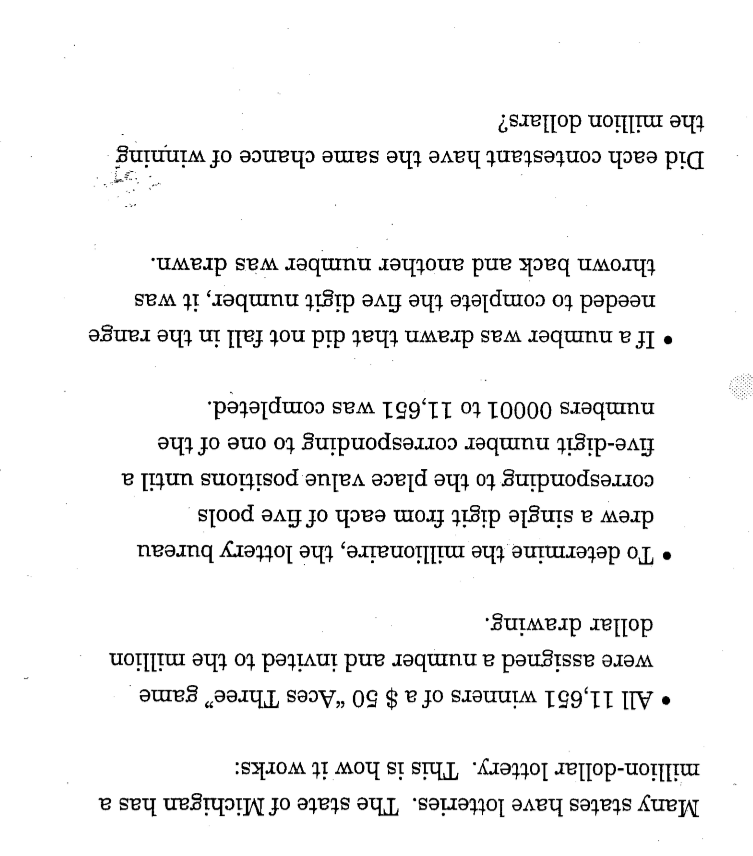 Many states have lotteries. The state of Michigan has a
million-dollar lottery. This is how it works:
• All 11,651 winners of a $ 50 "Aces Three" game
were assigned a number and invited to the million
dollar drawing.
• To determine the millionaire, the lottery bureau
drew a single digit from each of five pools
corresponding to the place value positions until a
five-digit number corresponding to one of the
numbers 00001 to 11,651 was completed.
• If a number was drawn that did not fall in the range
needed to complete the five digit number, it was
thrown back and another number was drawn.
Did each contestant have the same chance of winning
the million dollars?